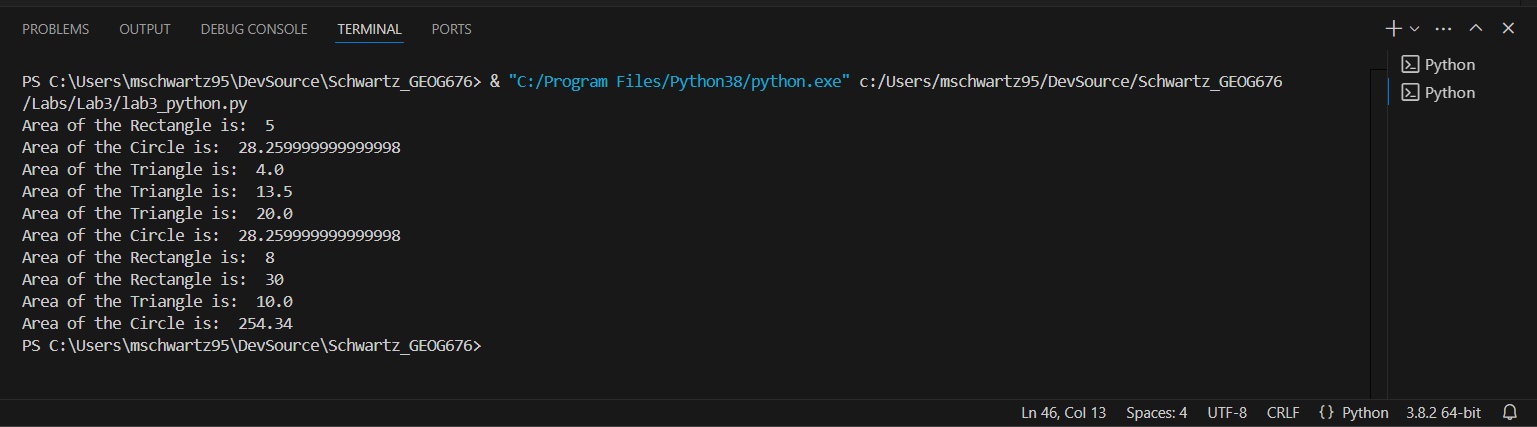 PROBLEMS OUTPUT DEBUG CONSOLE TERMINAL PORTS
PS C:\Users\mschwartz95\DevSource\Schwartz_GEOG676> & "C:/Program Files/Python38/python.exe" c:/Users/mschwartz95/DevSource/Schwartz_GEOG676
/Labs/Lab3/lab3_python.py
Area of the Rectangle is:  5
Area of the Circle is:  28.259999999999998
Area of the Triangle is:  4.0
Area of the Triangle is:  13.5
Area of the Triangle is:  20.0
Area of the Circle is:  28.259999999999998
Area of the Rectangle is:  8
Area of the Rectangle is:  30
Area of the Triangle is:  10.0
Area of the Circle is:  254.34
PS C:\Users\mschwartz95\DevSource\Schwartz_GEOG676>
Python
Python
Ln 46, Col 13 Spaces: 4 UTF-8 CRLF {} Python 3.8.2 64-bit